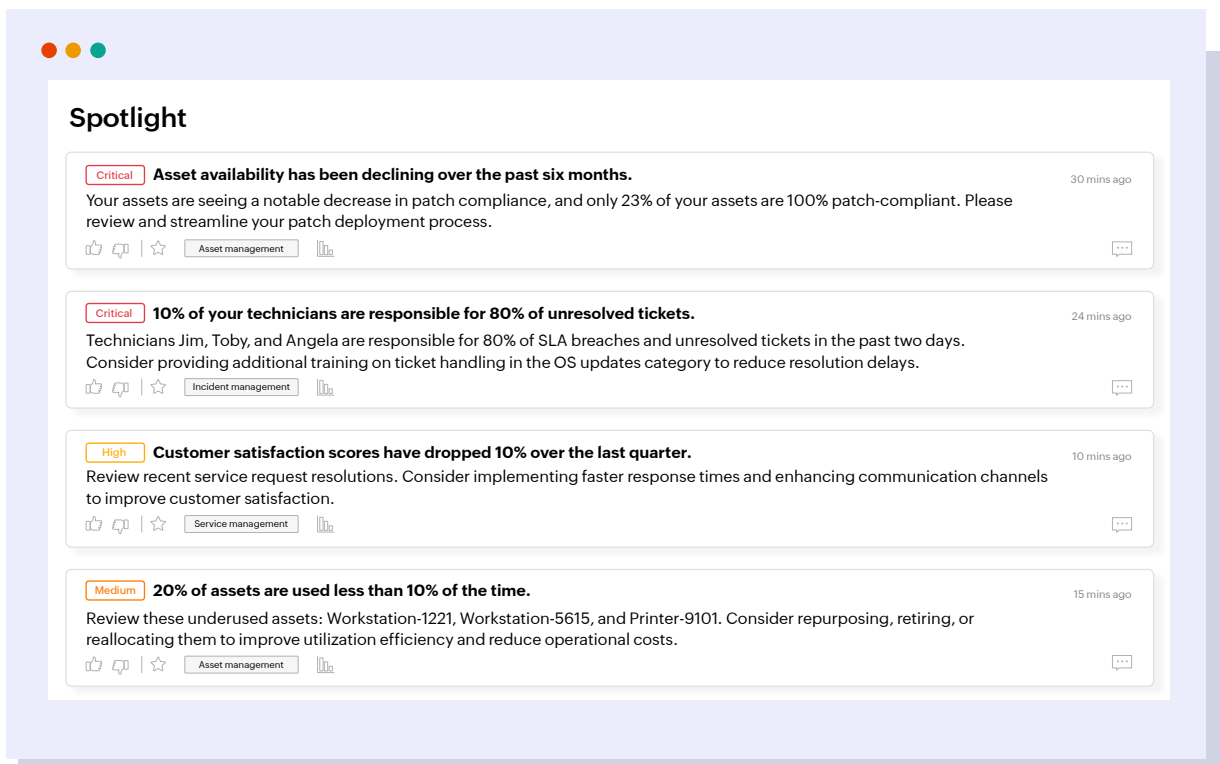 Spotlight
Critical Asset availability has been declining over the past six months. 30 mins ago
Your assets are seeing a notable decrease in patch compliance, and only 23% of your assets are 100% patch-compliant. Please
review and streamline your patch deployment process.
Asset management
Critical 10% of your technicians are responsible for 80% of unresolved tickets. 24 mins ago
Technicians Jim, Toby, and Angela are responsible for 80% of SLA breaches and unresolved tickets in the past two days.
Consider providing additional training on ticket handling in the OS updates category to reduce resolution delays.
Incident management
High Customer satisfaction scores have dropped 10% over the last quarter. 10 mins ago
Review recent service request resolutions. Consider implementing faster response times and enhancing communication channels
to improve customer satisfaction.
Service management
Medium 20% of assets are used less than 10% of the time. 15 mins ago
Review these underused assets: Workstation-1221, Workstation-5615, and Printer-9101. Consider repurposing, retiring, or
reallocating them to improve utilization efficiency and reduce operational costs.
Asset management